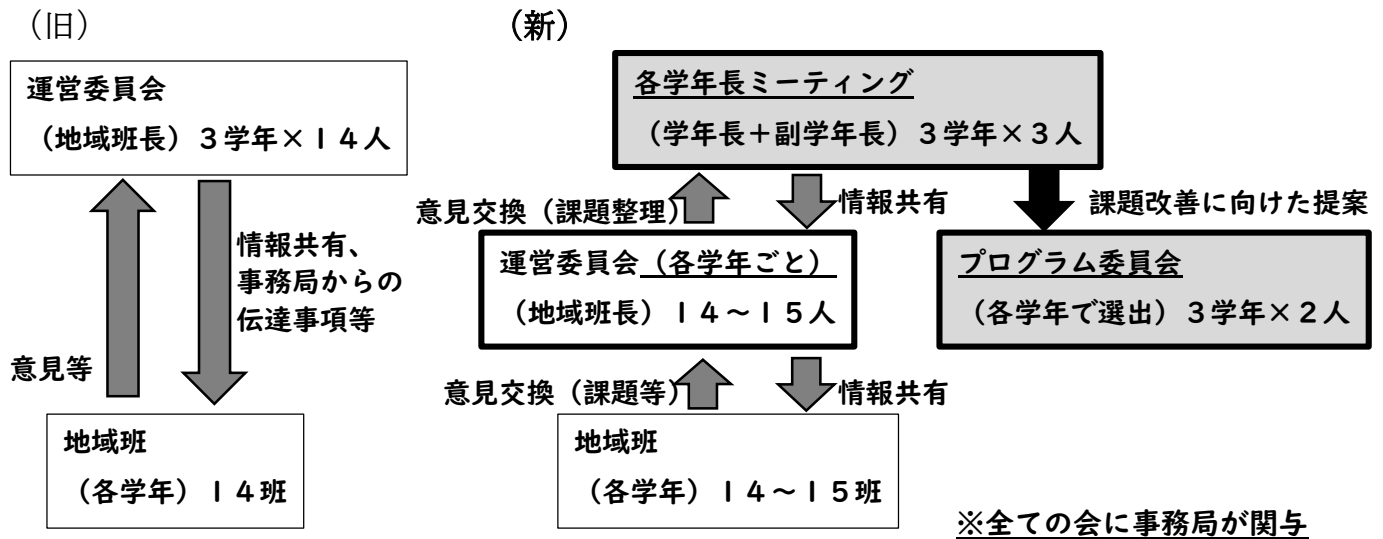 （旧）
運営委員会
（地域班長）３学年×１４人
情報共有、
事務局からの
伝達事項等
意見等
地域班
（各学年）１４班
（新）
各学年長ミーティング
（学年長＋副学年長）３学年×３人
意見交換（課題整理）
情報共有
課題改善に向けた提案
運営委員会（各学年ごと）
（地域班長）１４～１５人
プログラム委員会
（各学年で選出）３学年×２人
意見交換（課題等）
情報共有
地域班
（各学年）１４～１５班
※全ての会に事務局が関与